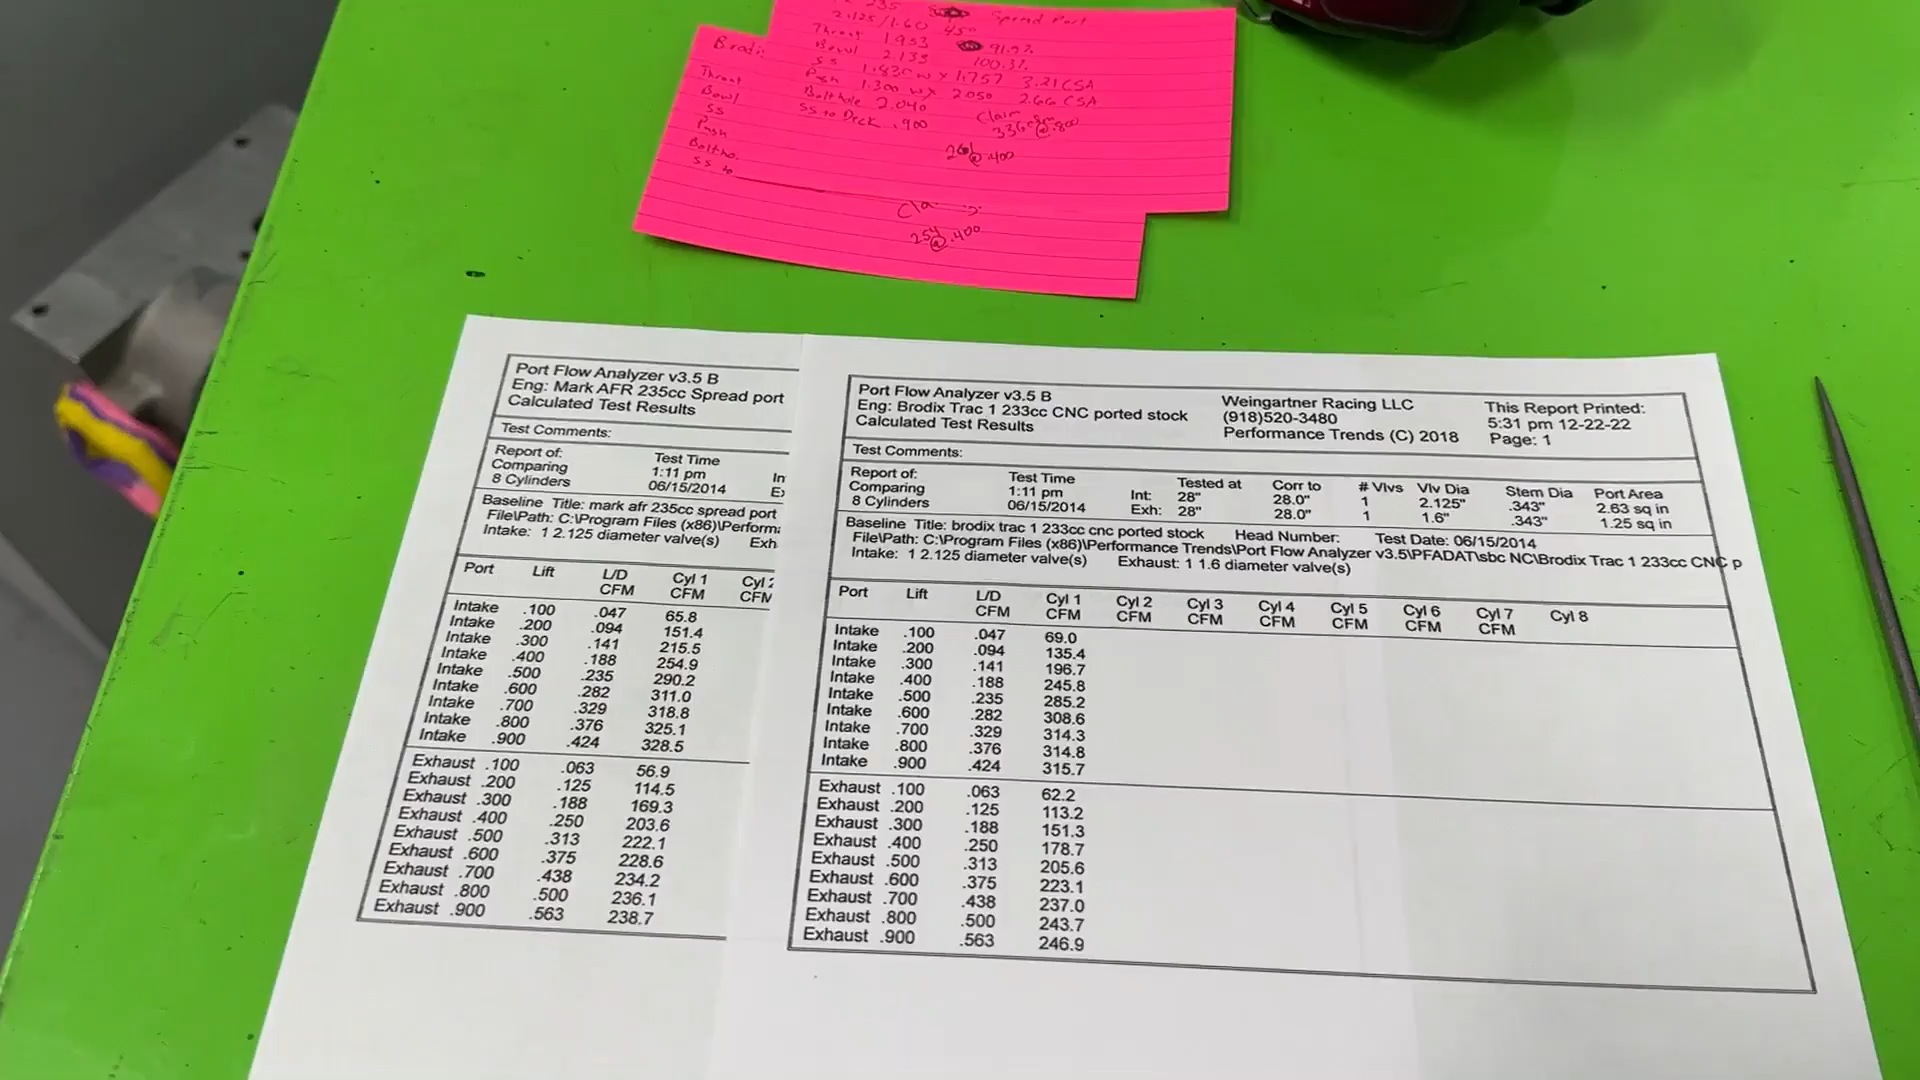 235 Spread Port
2.125/1.60 45°
Throat 1.953 91.9%
Bowl 2.135 100.3%
SS 1.830 w x 1.757 3.21 CSA
Push 1.300 w x 2.050 2.66 CSA
Bolt hole 2.040
SS to Deck .900
Claim
336 cfm @ .800
@ .400
Throat
Bowl
SS
Push
SS to
254 @ .400
Port Flow Analyzer v3.5 B
Eng: Mark AFR 235cc Spread port
Calculated Test Results
Test Comments:
Report of: Test Time
Comparing 1:11 pm
8 Cylinders 06/15/2014
Baseline Title: mark afr 235cc spread port
File\Path: C:\Program Files (x86)\Performa
Intake: 1 2.125 diameter valve(s) Exh
Port Lift L/D CFM Cyl 1 CFM Cyl 2 CFM
Intake .100 .047 65.8
Intake .200 .094 151.4
Intake .300 .141 215.5
Intake .400 .188 254.9
Intake .500 .235 290.2
Intake .600 .282 311.0
Intake .700 .329 318.8
Intake .800 .376 325.1
Intake .900 .424 328.5
Exhaust .100 .063 56.9
Exhaust .200 .125 114.5
Exhaust .300 .188 169.3
Exhaust .400 .250 203.6
Exhaust .500 .313 222.1
Exhaust .600 .375 228.6
Exhaust .700 .438 234.2
Exhaust .800 .500 236.1
Exhaust .900 .563 238.7
Port Flow Analyzer v3.5 B Weingartner Racing LLC This Report Printed:
Eng: Brodix Trac 1 233cc CNC ported stock (918)520-3480 5:31 pm 12-22-22
Calculated Test Results Performance Trends (C) 2018 Page: 1
Test Comments:
Report of: Test Time Tested at Corr to # Vlvs Vlv Dia Stem Dia Port Area
Comparing 1:11 pm Int: 28" 28.0" 1 2.125" .343" 2.63 sq in
8 Cylinders 06/15/2014 Exh: 28" 28.0" 1 1.6" .343" 1.25 sq in
Baseline Title: brodix trac 1 233cc cnc ported stock Head Number: Test Date: 06/15/2014
File\Path: C:\Program Files (x86)\Performance Trends\Port Flow Analyzer v3.5\PFADAT\sbc NC\Brodix Trac 1 233cc CNC p
Intake: 1 2.125 diameter valve(s) Exhaust: 1 1.6 diameter valve(s)
Port Lift L/D Cyl 1 Cyl 2 Cyl 3 Cyl 4 Cyl 5 Cyl 6 Cyl 7 Cyl 8
CFM CFM CFM CFM CFM CFM CFM CFM
Intake .100 .047 69.0
Intake .200 .094 135.4
Intake .300 .141 196.7
Intake .400 .188 245.8
Intake .500 .235 285.2
Intake .600 .282 308.6
Intake .700 .329 314.3
Intake .800 .376 314.8
Intake .900 .424 315.7
Exhaust .100 .063 62.2
Exhaust .200 .125 113.2
Exhaust .300 .188 151.3
Exhaust .400 .250 178.7
Exhaust .500 .313 205.6
Exhaust .600 .375 223.1
Exhaust .700 .438 237.0
Exhaust .800 .500 243.7
Exhaust .900 .563 246.9